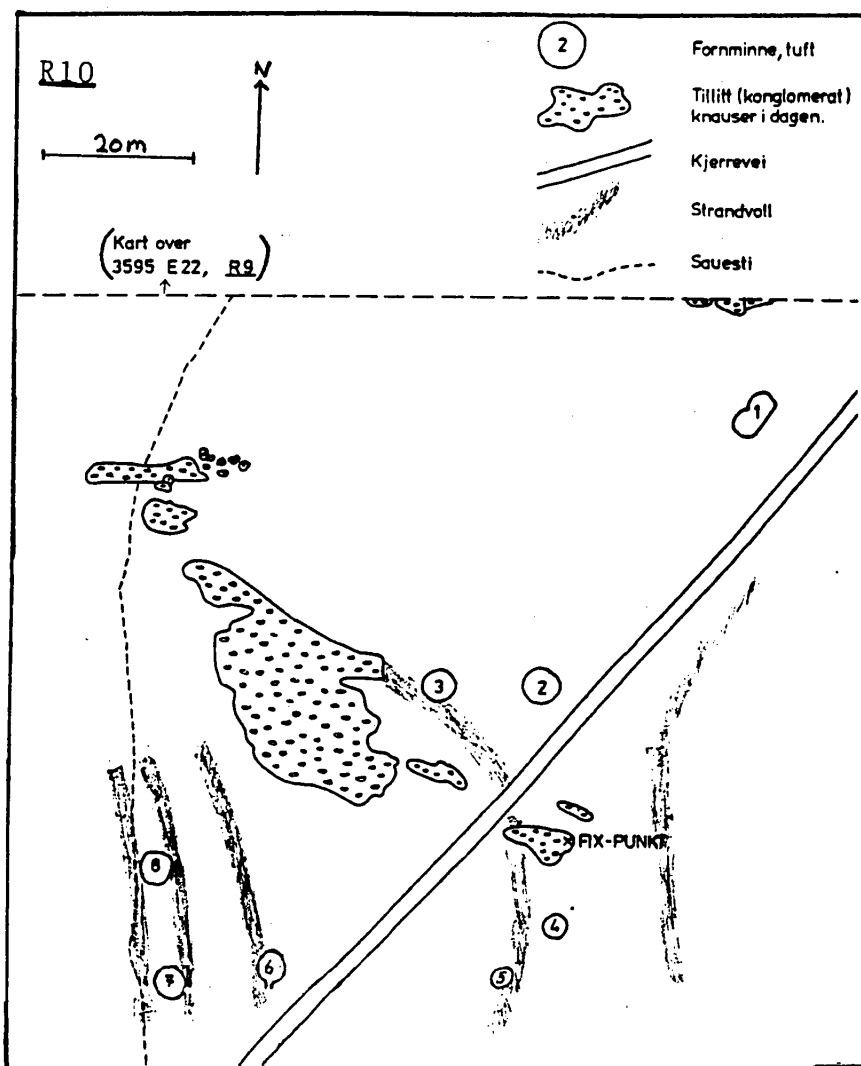 R10
N
20m
(Kart over
3595 E22, R9)
2
Fornminne, tuft
Tillitt (konglomerat)
knauser i dagen.
Kjerrevei
Strandvoll
Sauesti
1
3
2
FIX-PUNKT
8
4
6
7
5